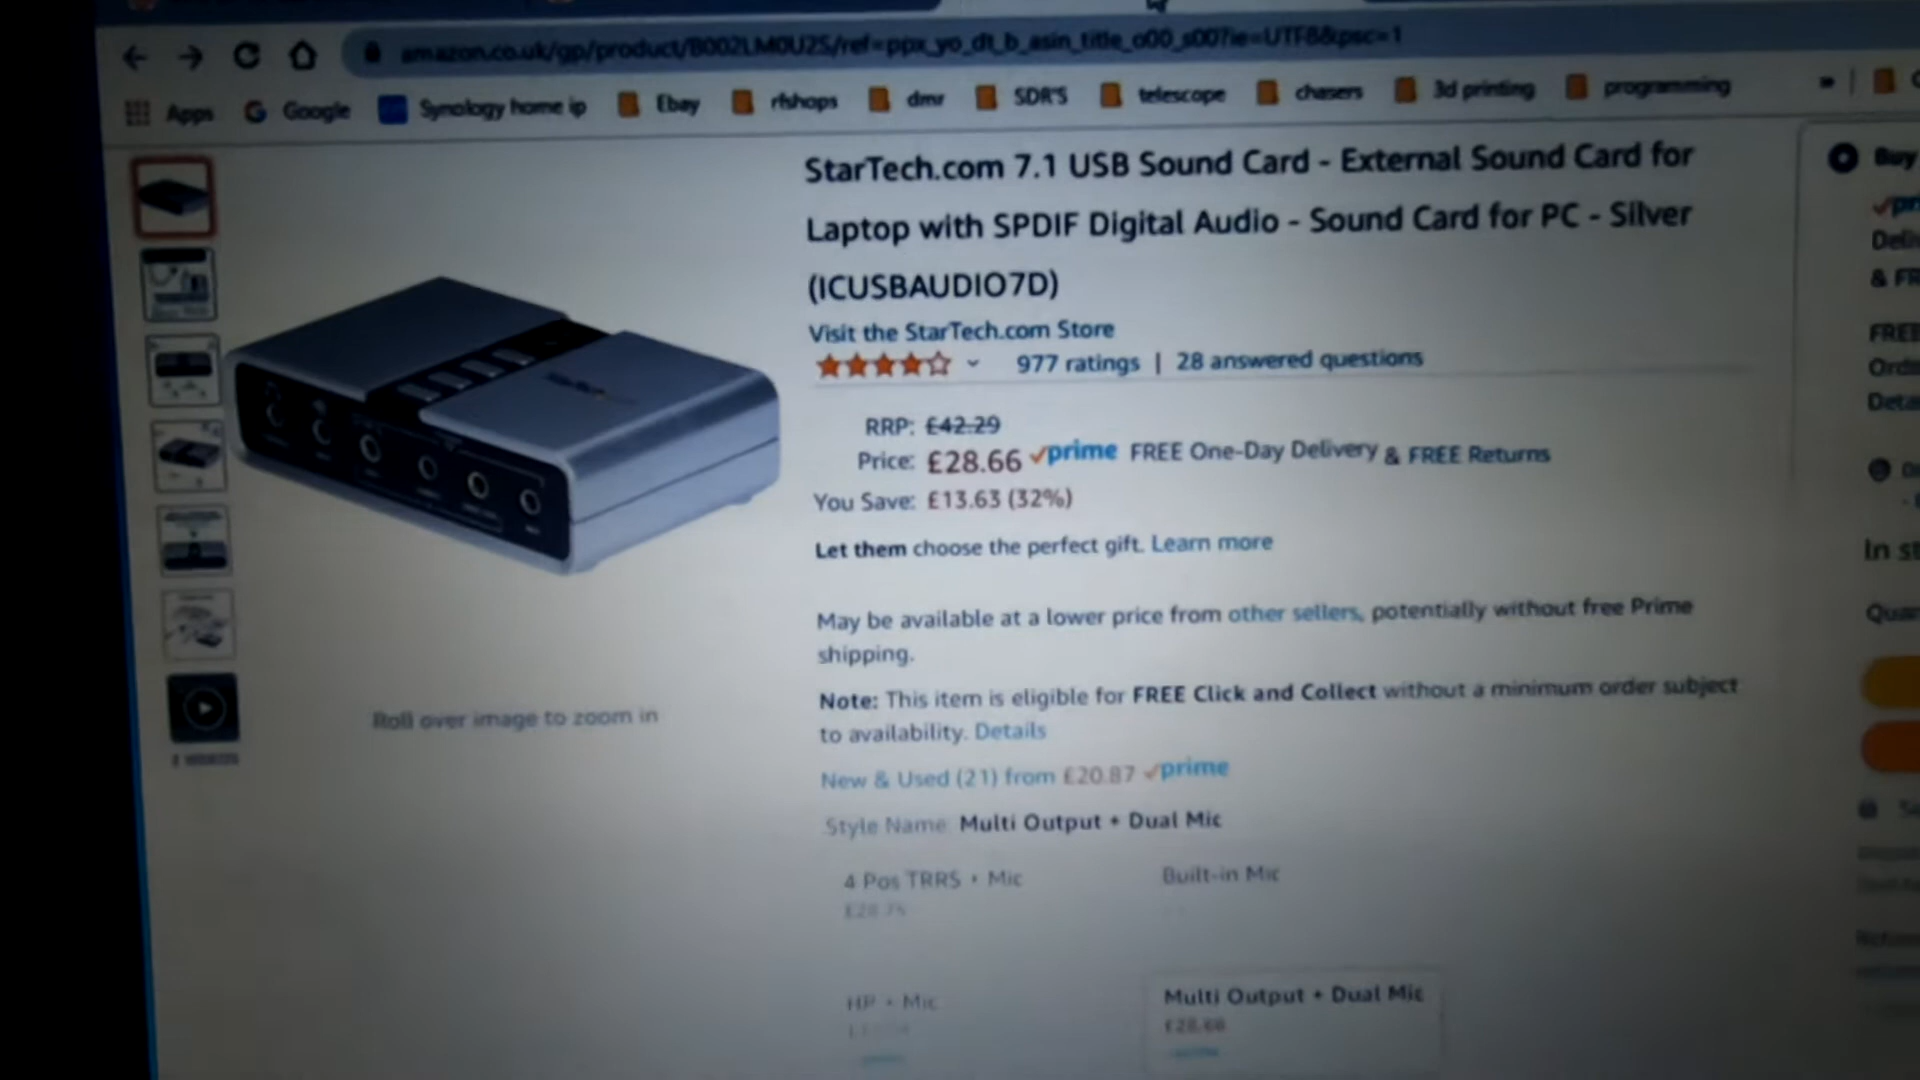 amazon.co.uk/gp/product/B002LM0U2S/ref=ppx_yo_dt_b_asin_title_o00_s00?ie=UTF8&psc=1
Apps Google Synology home ip Ebay rfshops dmr SDR'S telescope chasers 3d printing programming »
StarTech.com 7.1 USB Sound Card - External Sound Card for
Laptop with SPDIF Digital Audio - Sound Card for PC - Silver
(ICUSBAUDIO7D)
Visit the StarTech.com Store
977 ratings | 28 answered questions
RRP: £42.29
Price: £28.66 prime FREE One-Day Delivery & FREE Returns
You Save: £13.63 (32%)
Let them choose the perfect gift. Learn more
May be available at a lower price from other sellers, potentially without free Prime
shipping.
Note: This item is eligible for FREE Click and Collect without a minimum order subject
to availability. Details
New & Used (21) from £20.87 prime
Style Name: Multi Output + Dual Mic
4 Pos TRRS + Mic
Built-in Mic
HP + Mic
Multi Output + Dual Mic
£28.66
Roll over image to zoom in
Buy
& FR
FREE
In st